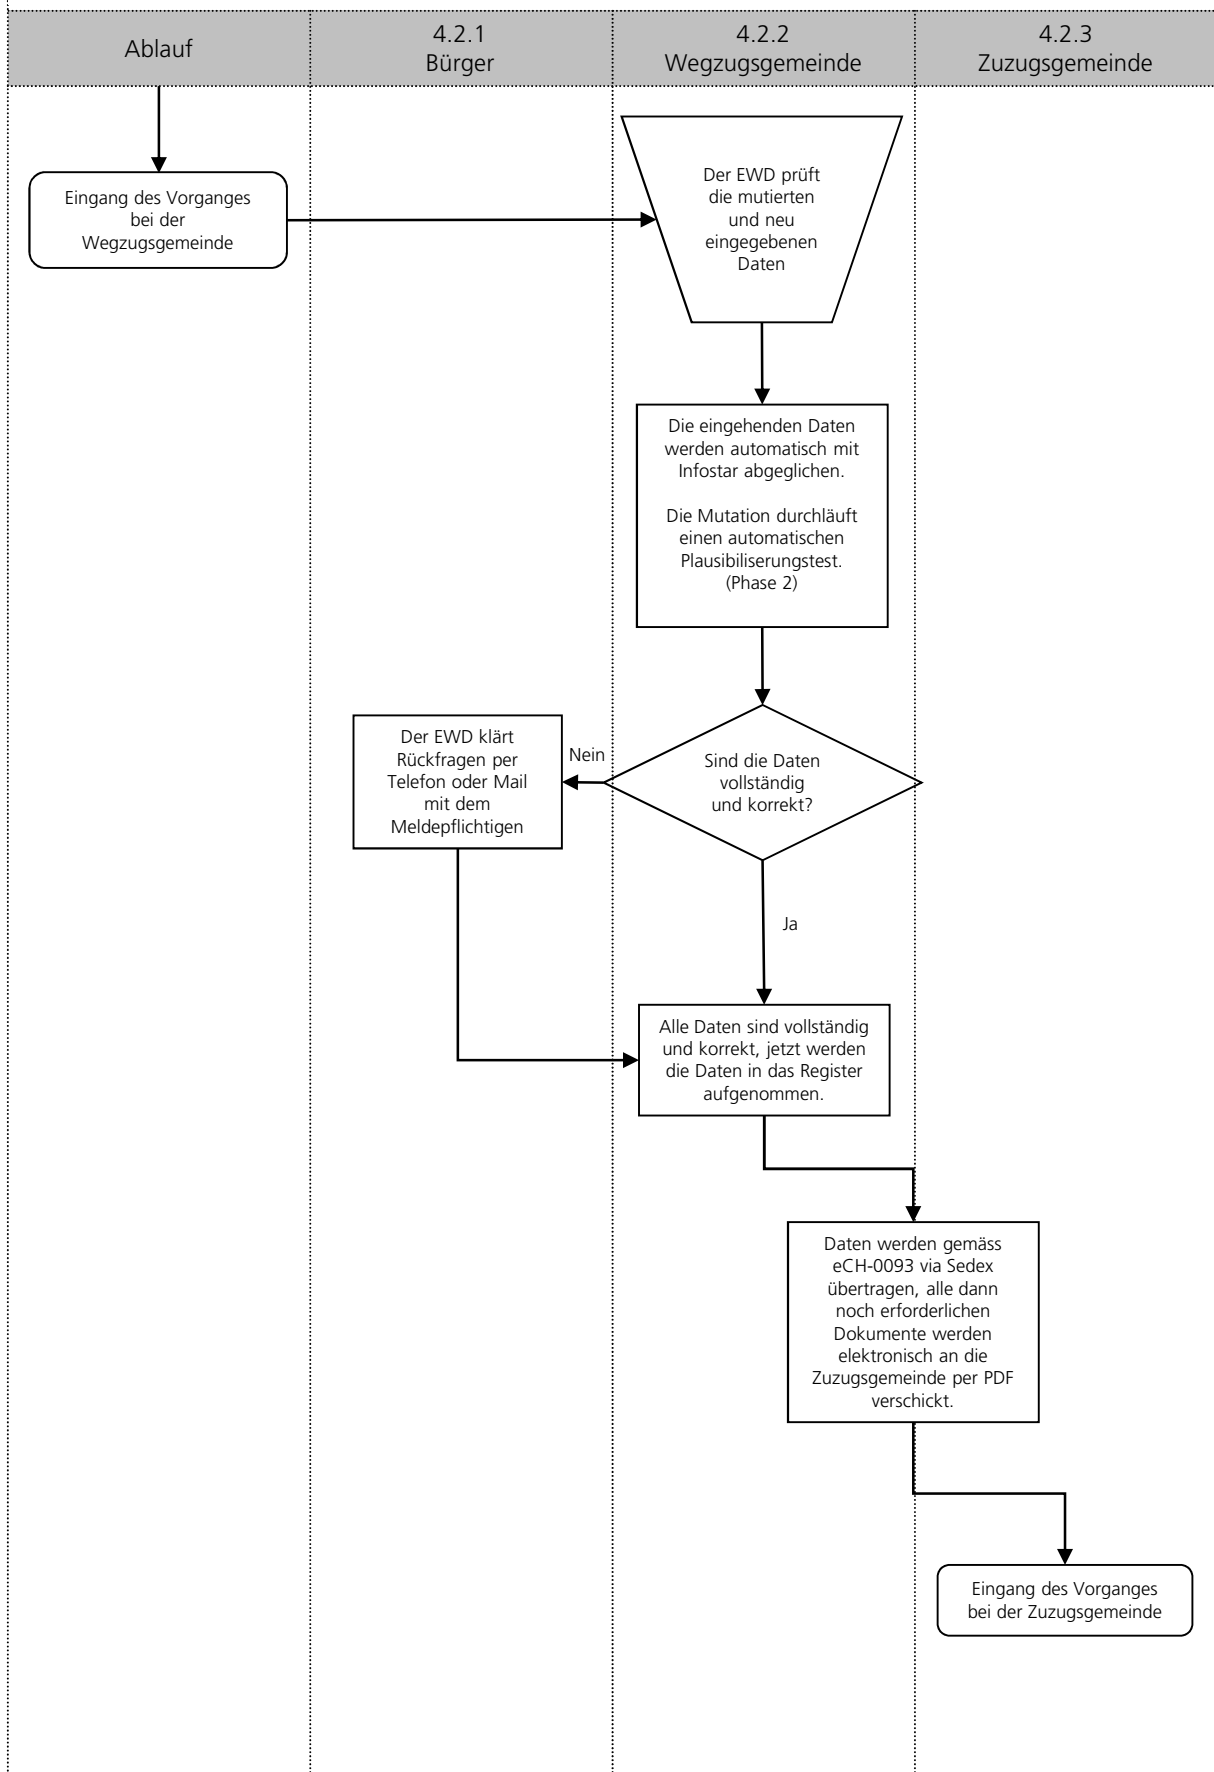 Ablauf
4.2.1
Bürger
4.2.2
Wegzugsgemeinde
4.2.3
Zuzugsgemeinde
Eingang des Vorganges
bei der
Wegzugsgemeinde
Der EWD prüft
die mutierten
und neu
eingegebenen
Daten
Die eingehenden Daten
werden automatisch mit
Infostar abgeglichen.
Die Mutation durchläuft
einen automatischen
Plausibiliserungstest.
(Phase 2)
Der EWD klärt
Rückfragen per
Telefon oder Mail
mit dem
Meldepflichtigen
Nein
Sind die Daten
vollständig
und korrekt?
Ja
Alle Daten sind vollständig
und korrekt, jetzt werden
die Daten in das Register
aufgenommen.
Daten werden gemäss
eCH-0093 via Sedex
übertragen, alle dann
noch erforderlichen
Dokumente werden
elektronisch an die
Zuzugsgemeinde per PDF
verschickt.
Eingang des Vorganges
bei der Zuzugsgemeinde